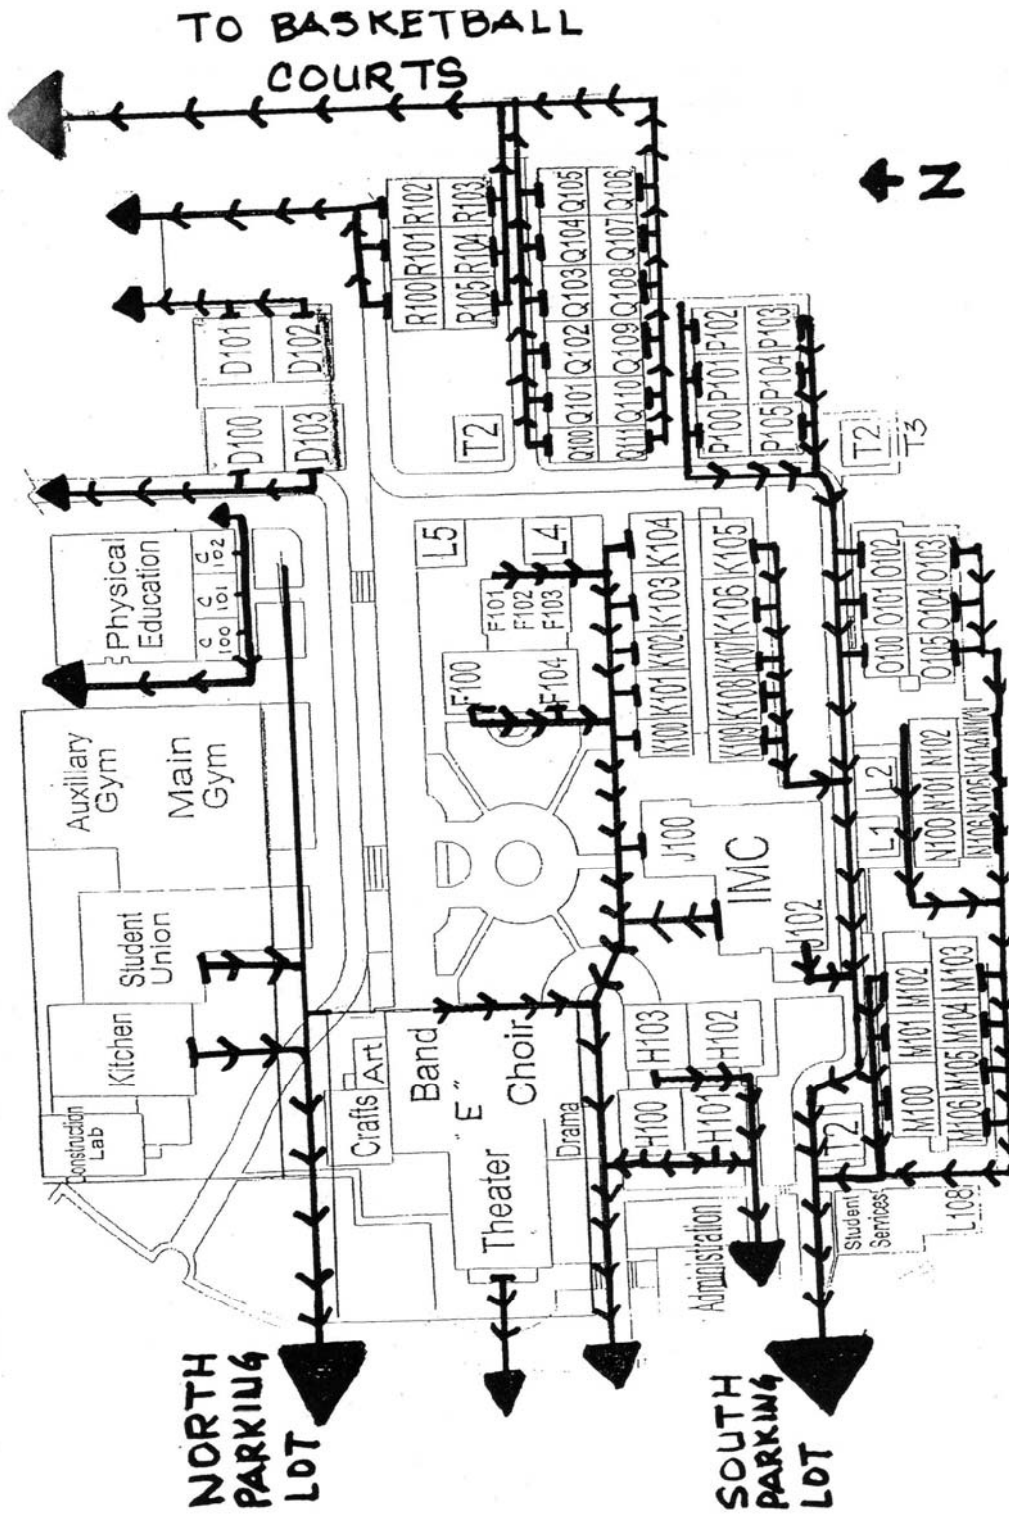 TO BASKETBALL
COURTS
N
R100 R101 R102
R105 R104 R103
Q100 Q101 Q102 Q103 Q104 Q105
Q111 Q110 Q109 Q108 Q107 Q106
P100 P101 P102
P105 P104 P103
D101
D102
D100
D103
T2
T2
T3
Physical
Education
C
100
C
101
C
102
L5
L4
F101
F102
F103
F100
F104
K100 K101 K102 K103 K104
K109 K108 K107 K106 K105
O100 O101 O102
O105 O104 O103
Auxiliary
Gym
Main
Gym
J100
IMC
J102
L1
L2
N100 N101 N102
N106 N105 N104
Student
Union
Kitchen
Construction
Lab
Crafts
Art
Band
"E"
Choir
Theater
Drama
H103
H102
H100
H101
M100 M101 M102
M106 M105 M104 M103
T2
Administration
Student
Services
L108
NORTH
PARKING
LOT
SOUTH
PARKING
LOT